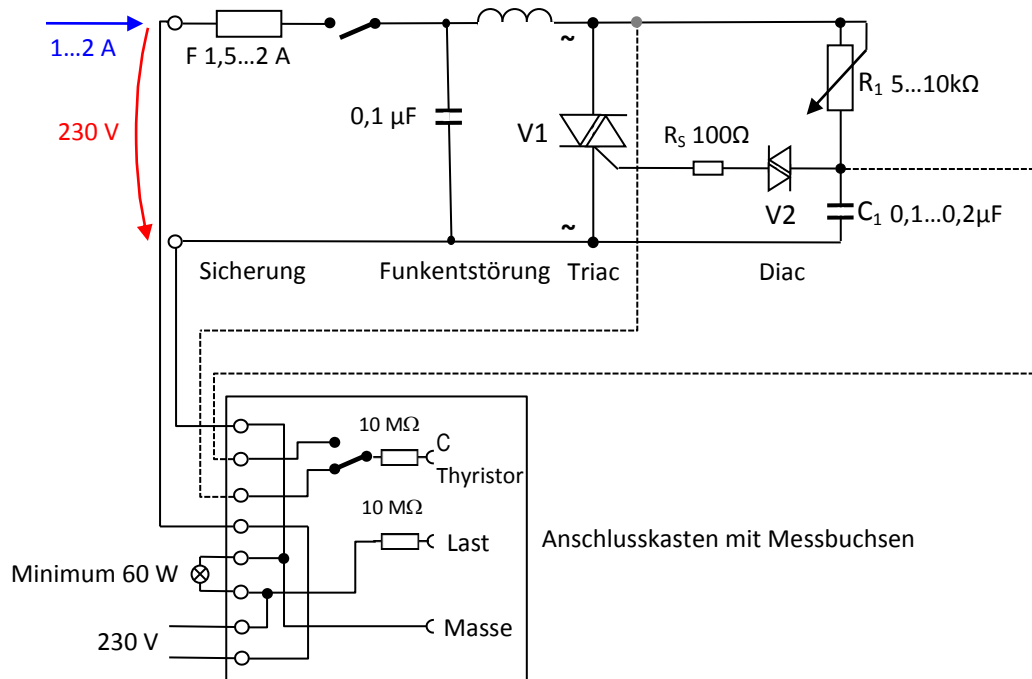 1...2 A
F 1,5...2 A
~
230 V
0,1 µF
V1
R₁ 5...10kΩ
RS 100Ω
V2
C₁ 0,1...0,2µF
~
Sicherung
Funkentstörung
Triac
Diac
10 MΩ
C
Thyristor
10 MΩ
Last
Anschlusskasten mit Messbuchsen
Minimum 60 W
Masse
230 V